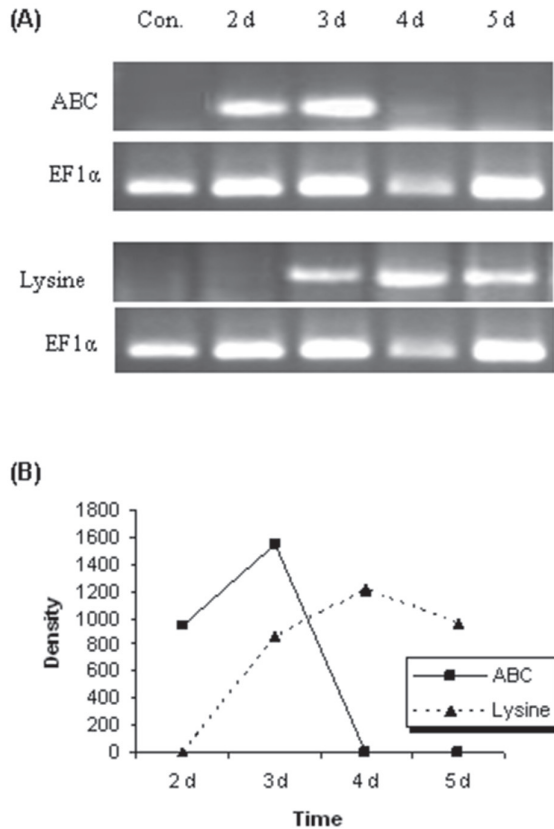 (A)
Con. 2 d 3 d 4 d 5 d
ABC
EF1α
Lysine
EF1α
(B)
1800
1600
1400
1200
1000
800
600
400
200
0
Density
2 d 3 d 4 d 5 d
Time
ABC
Lysine